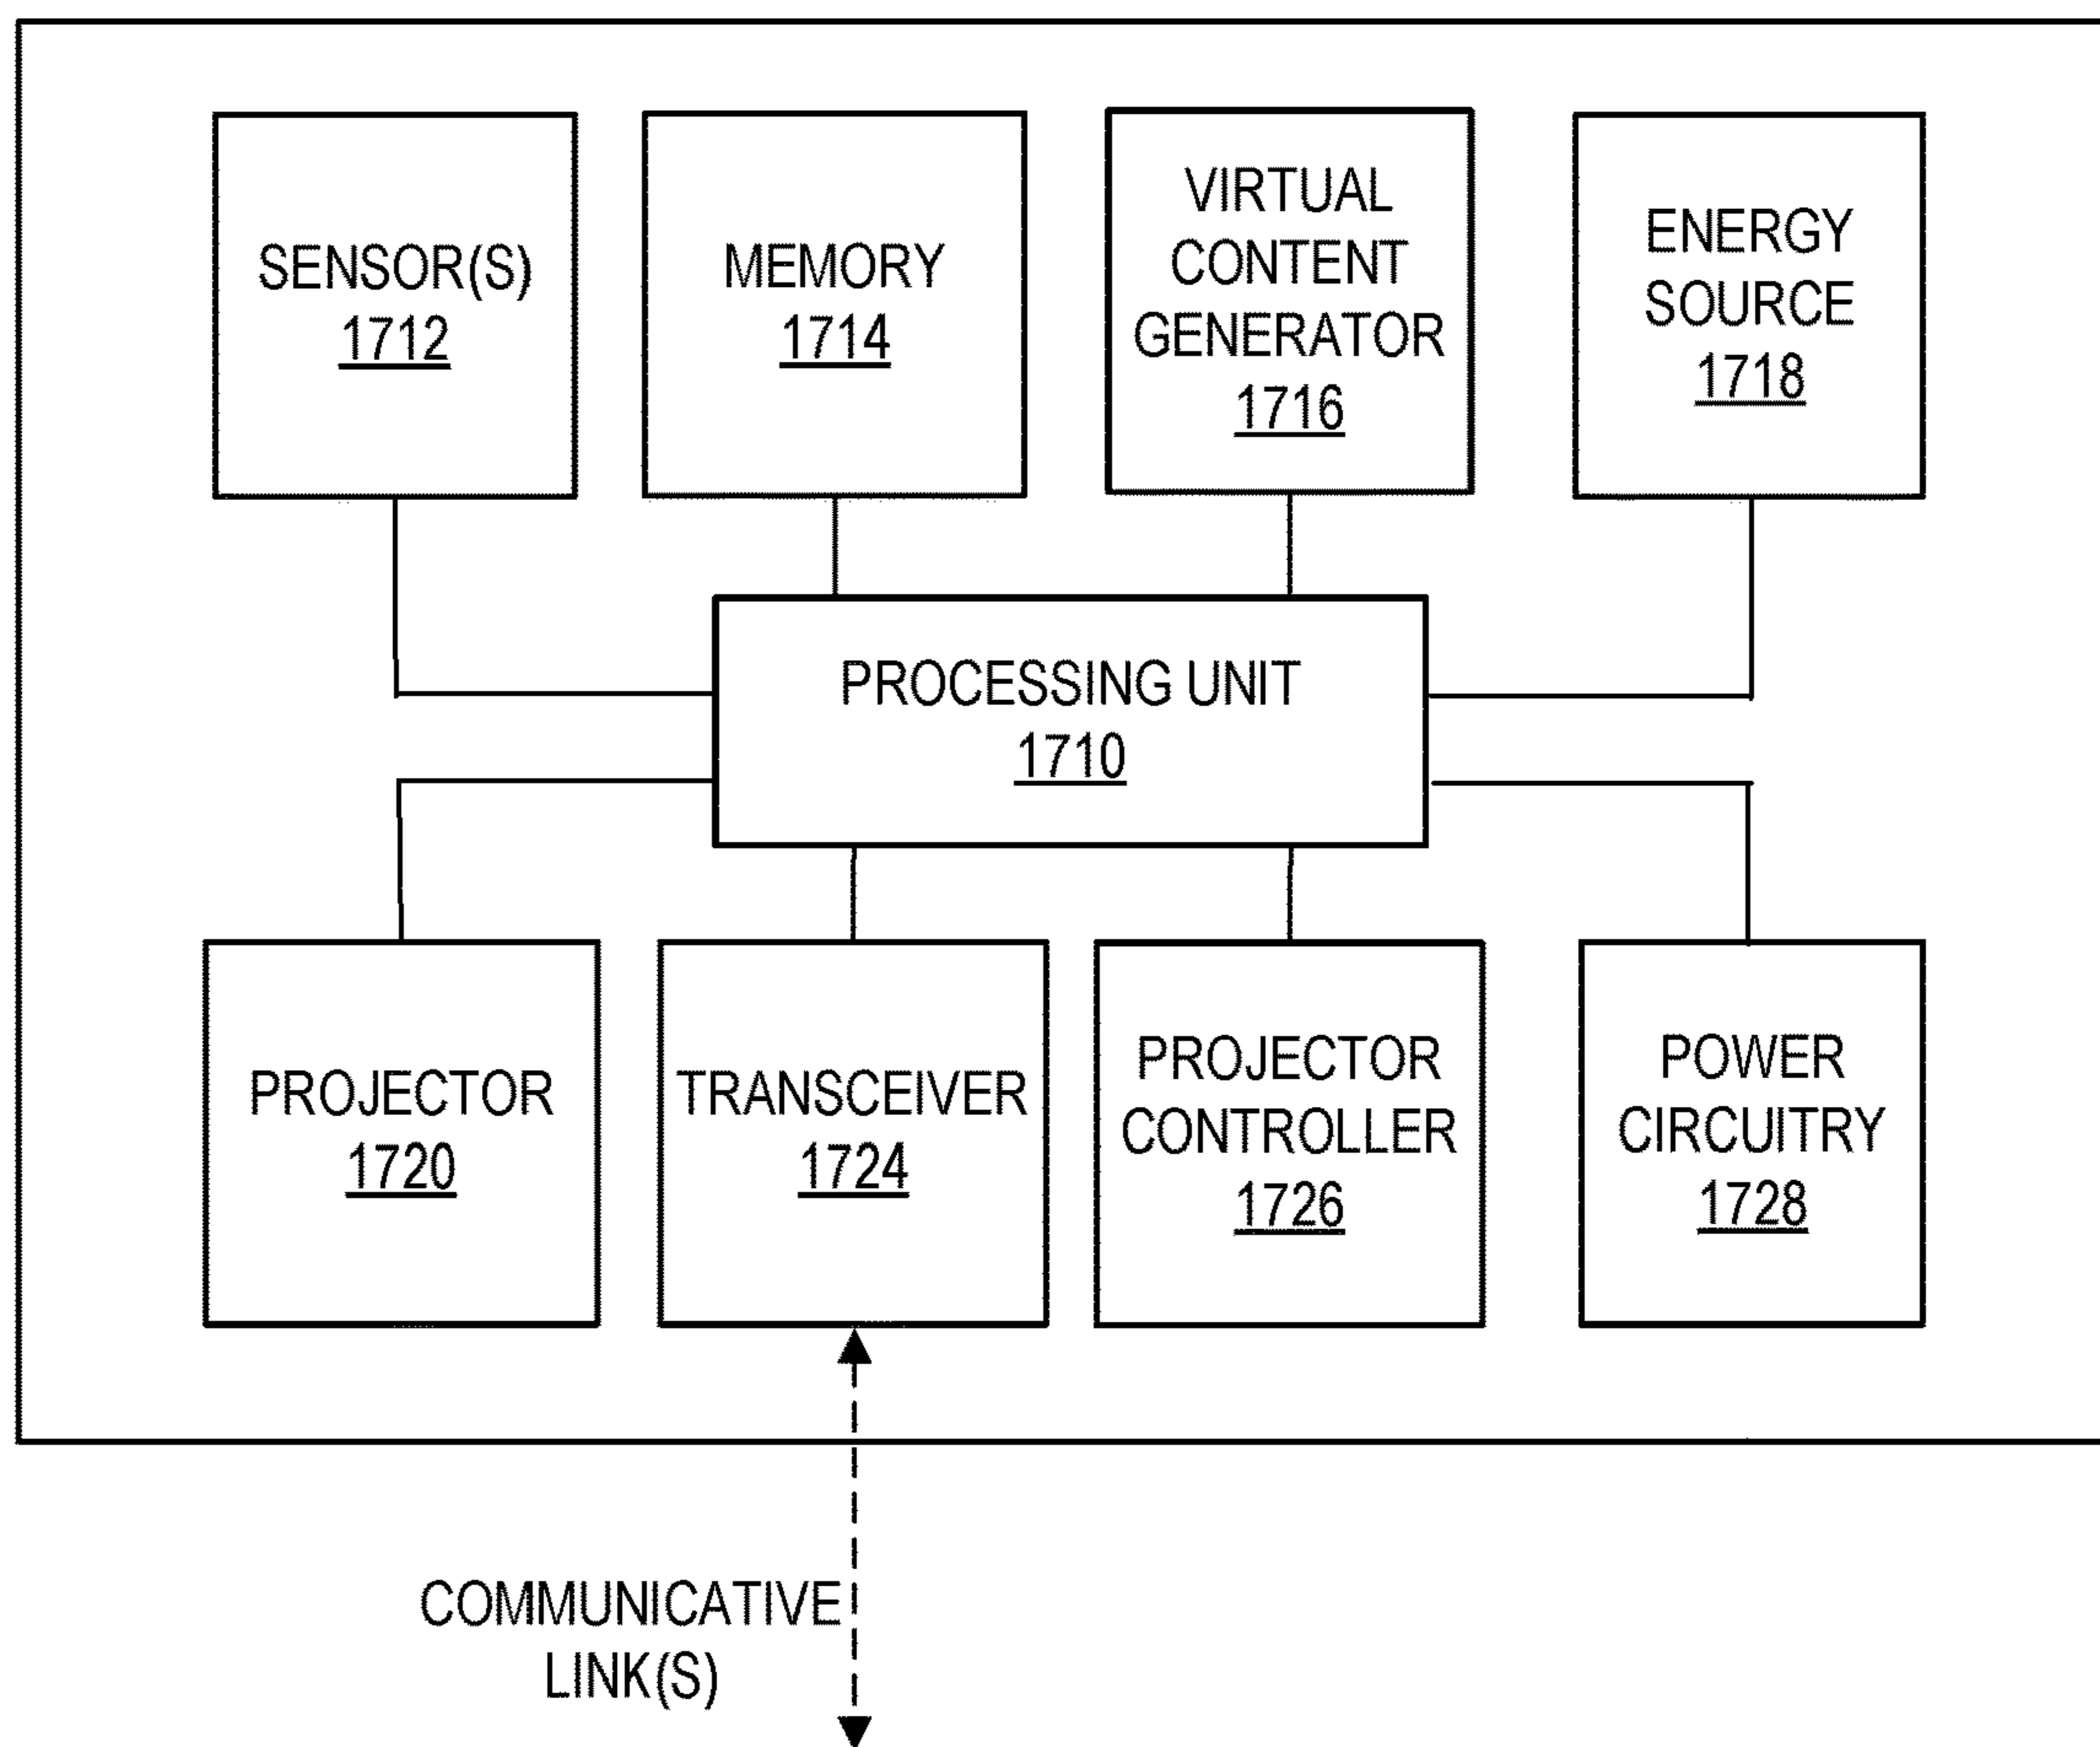 SENSOR(S)
1712
MEMORY
1714
VIRTUAL
CONTENT
GENERATOR
1716
ENERGY
SOURCE
1718
PROCESSING UNIT
1710
PROJECTOR
1720
TRANSCEIVER
1724
PROJECTOR
CONTROLLER
1726
POWER
CIRCUITRY
1728
COMMUNICATIVE
LINK(S)